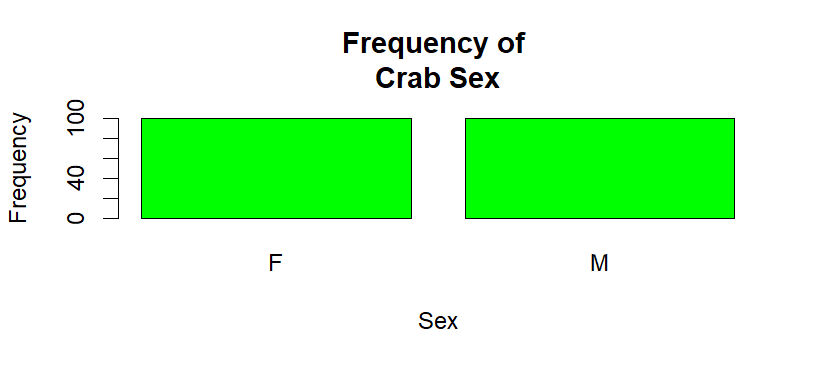 Frequency of
Crab Sex
Frequency
100
40
0
F M
Sex